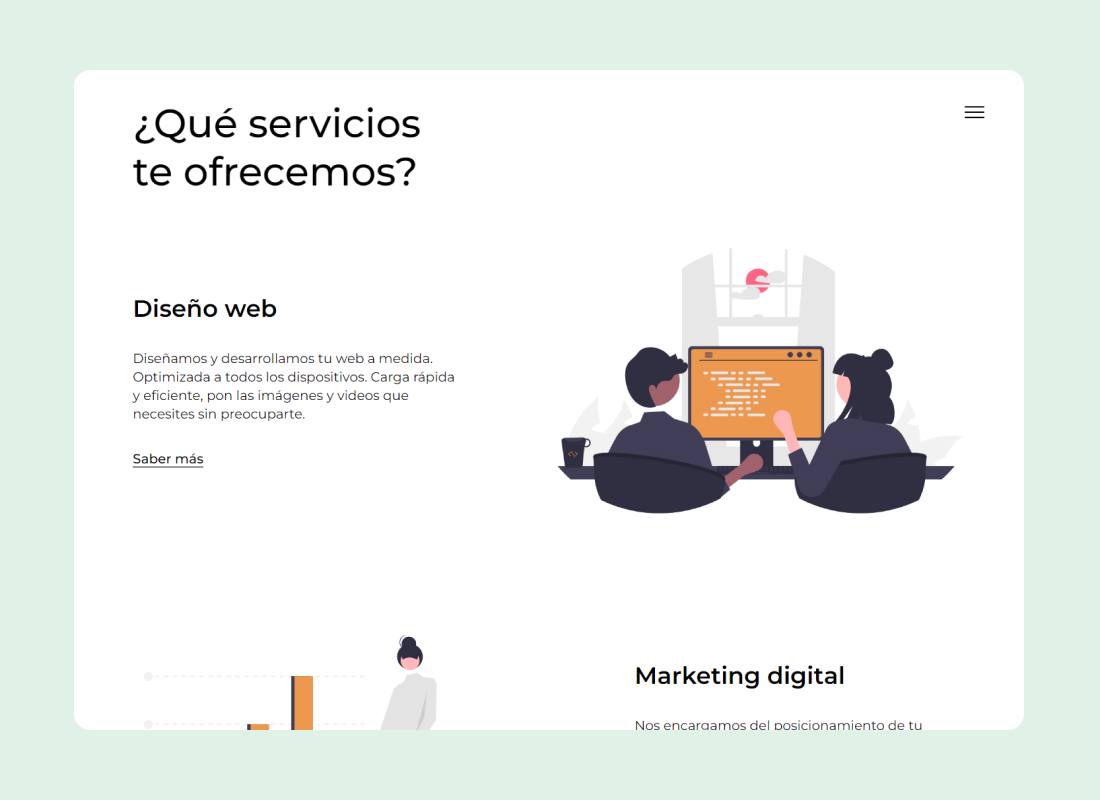 ¿Qué servicios
te ofrecemos?
Diseño web
Diseñamos y desarrollamos tu web a medida.
Optimizada a todos los dispositivos. Carga rápida
y eficiente, pon las imágenes y videos que
necesites sin preocuparte.
Saber más
Marketing digital
Nos encargamos del posicionamiento de tu